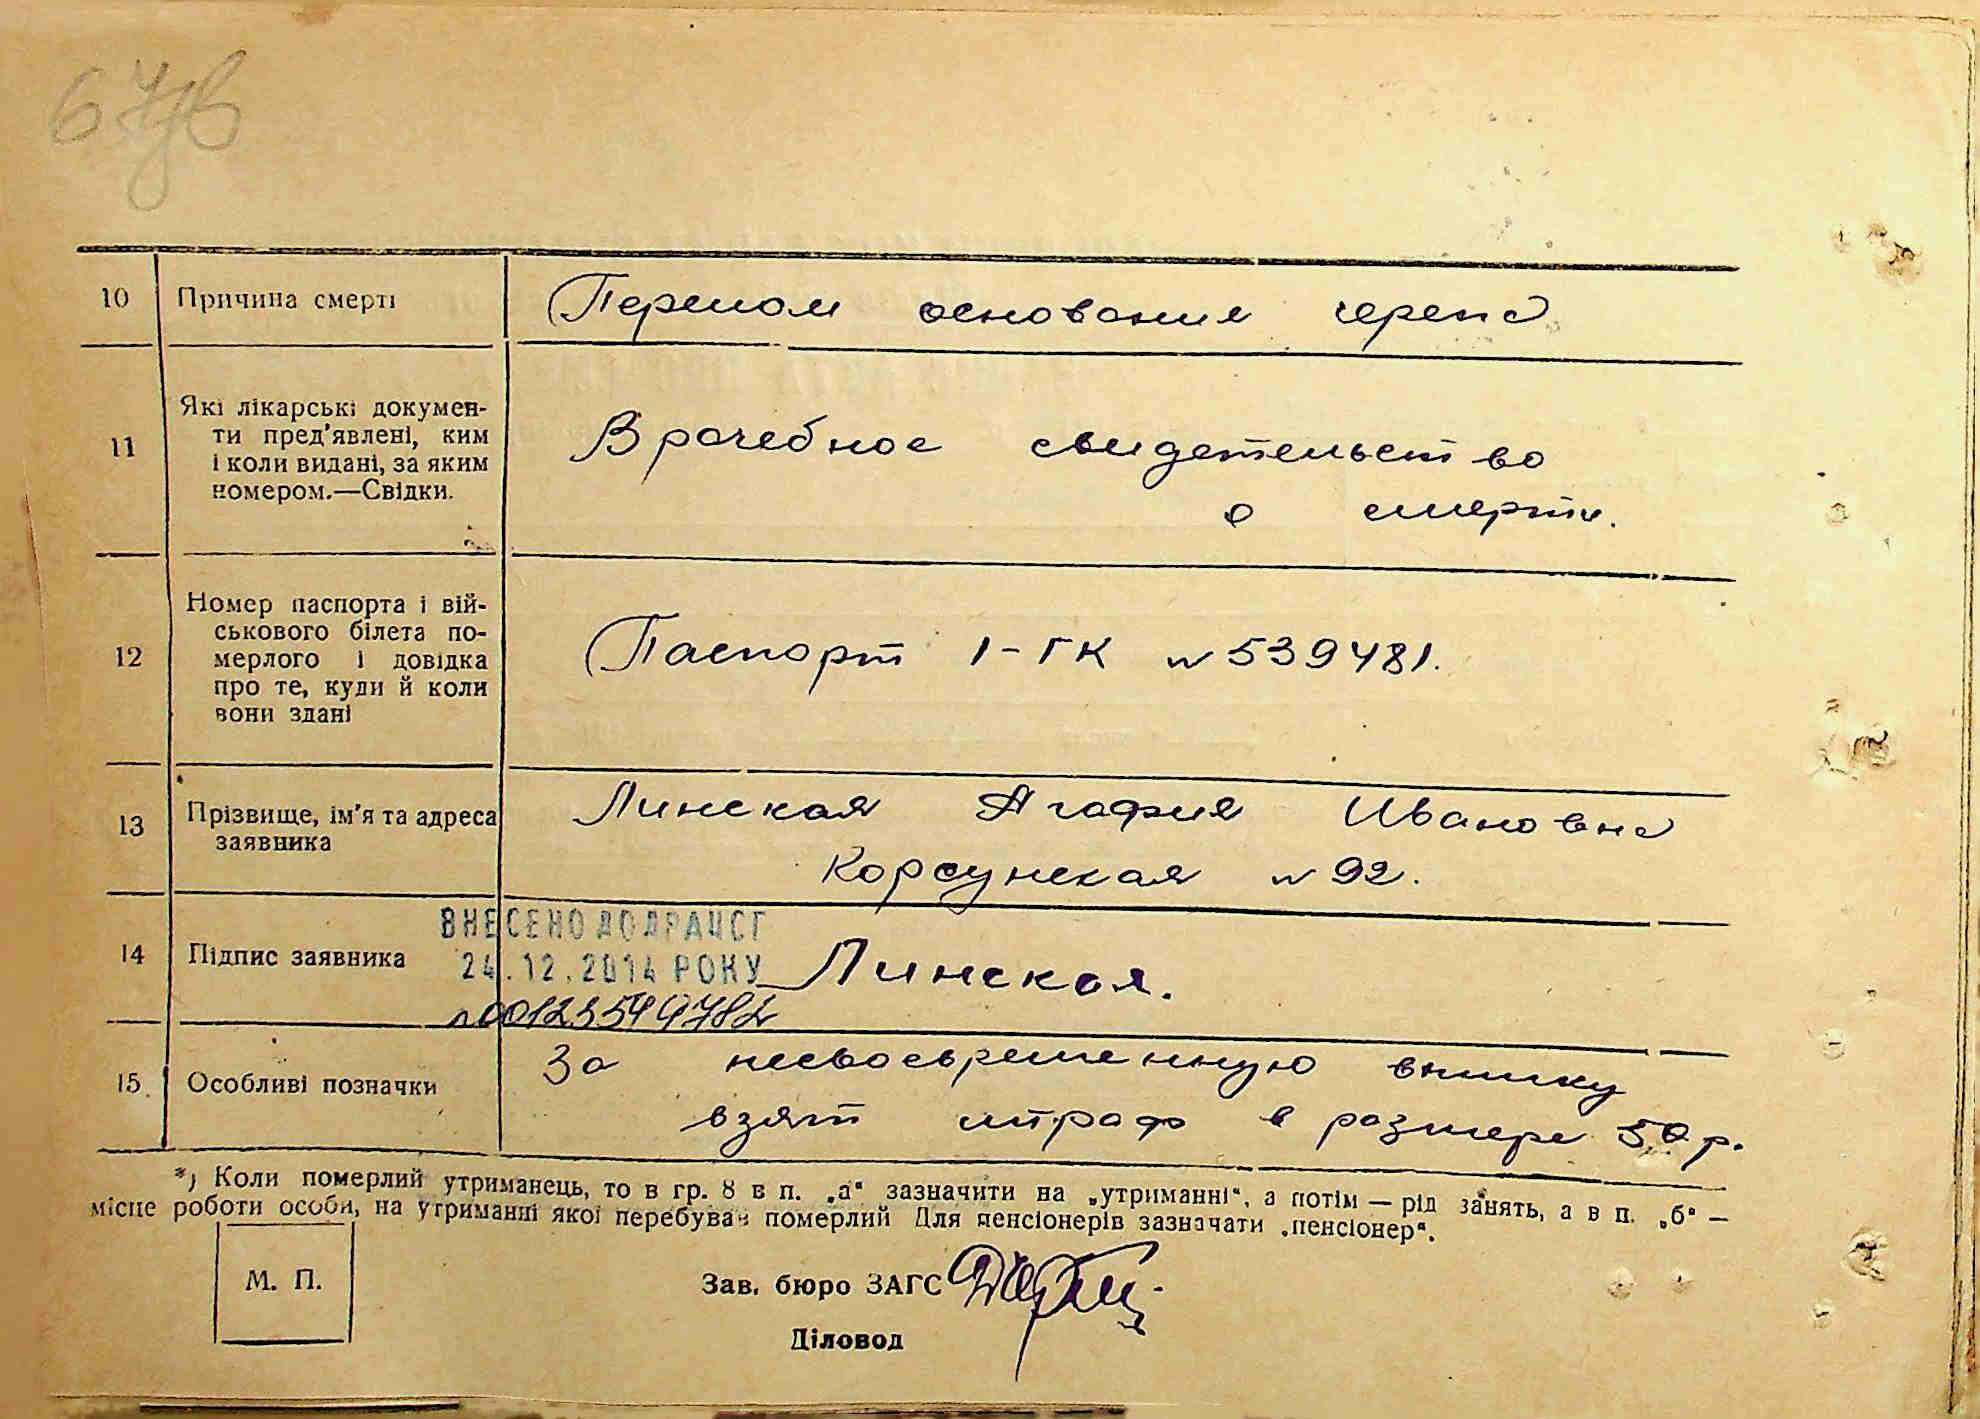 10 Причина смерті Перелом основания черепа
11 Які лікарські докумен-
ти пред'явлені, ким
і коли видані, за яким
номером.—Свідки.
Врачебное свидетельство
о смерти.
12 Номер паспорта і вій-
ськового білета по-
мерлого і довідка
про те, куди й коли
вони здані
Паспорт 1-ГК № 539481.
13 Прізвище, ім'я та адреса
заявника
Линская Агафия Ивановна
Корсунская № 92.
14 Підпис заявника Линская.
ВНЕСЕНО ДО ДРАЦСГ
24.12.2014 РОКУ
15. Особливі позначки
За несвоевременную выписку
взят штраф в размере 50 р.
*) Коли померлий утриманець, то в гр. 8 в п. „а“ зазначити на „утриманні“, а потім — рід занять, а в п. „б“ —
місце роботи особи, на утриманні якої перебував померлий Для пенсіонерів зазначати „пенсіонер“.
М. П.
Зав. бюро ЗАГС
Діловод